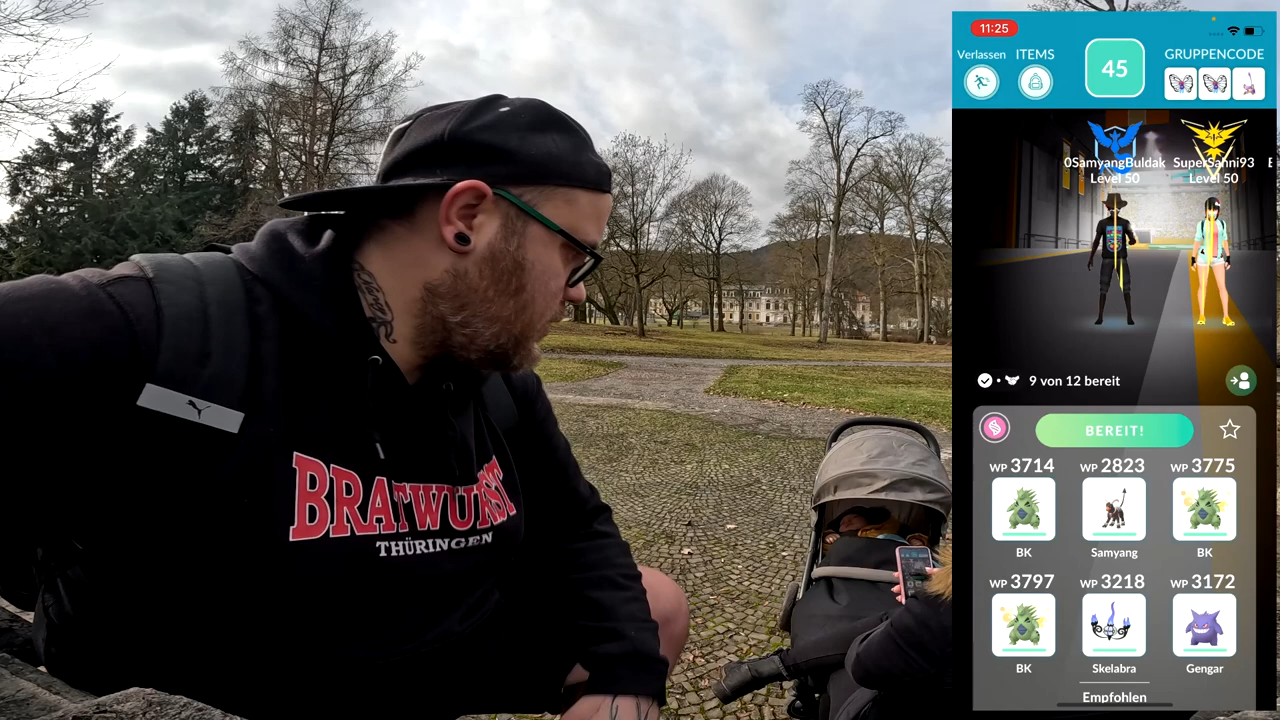 11:25
Verlassen
ITEMS
45
GRUPPENCODE
0SamyangBuldak
Level 50
SuperSahni93
Level 50
E
9 von 12 bereit
BEREIT!
WP 3714
WP 2823
WP 3775
BK
Samyang
BK
WP 3797
WP 3218
WP 3172
BK
Skelabra
Gengar
Empfohlen
BRATWURST
THÜRINGEN